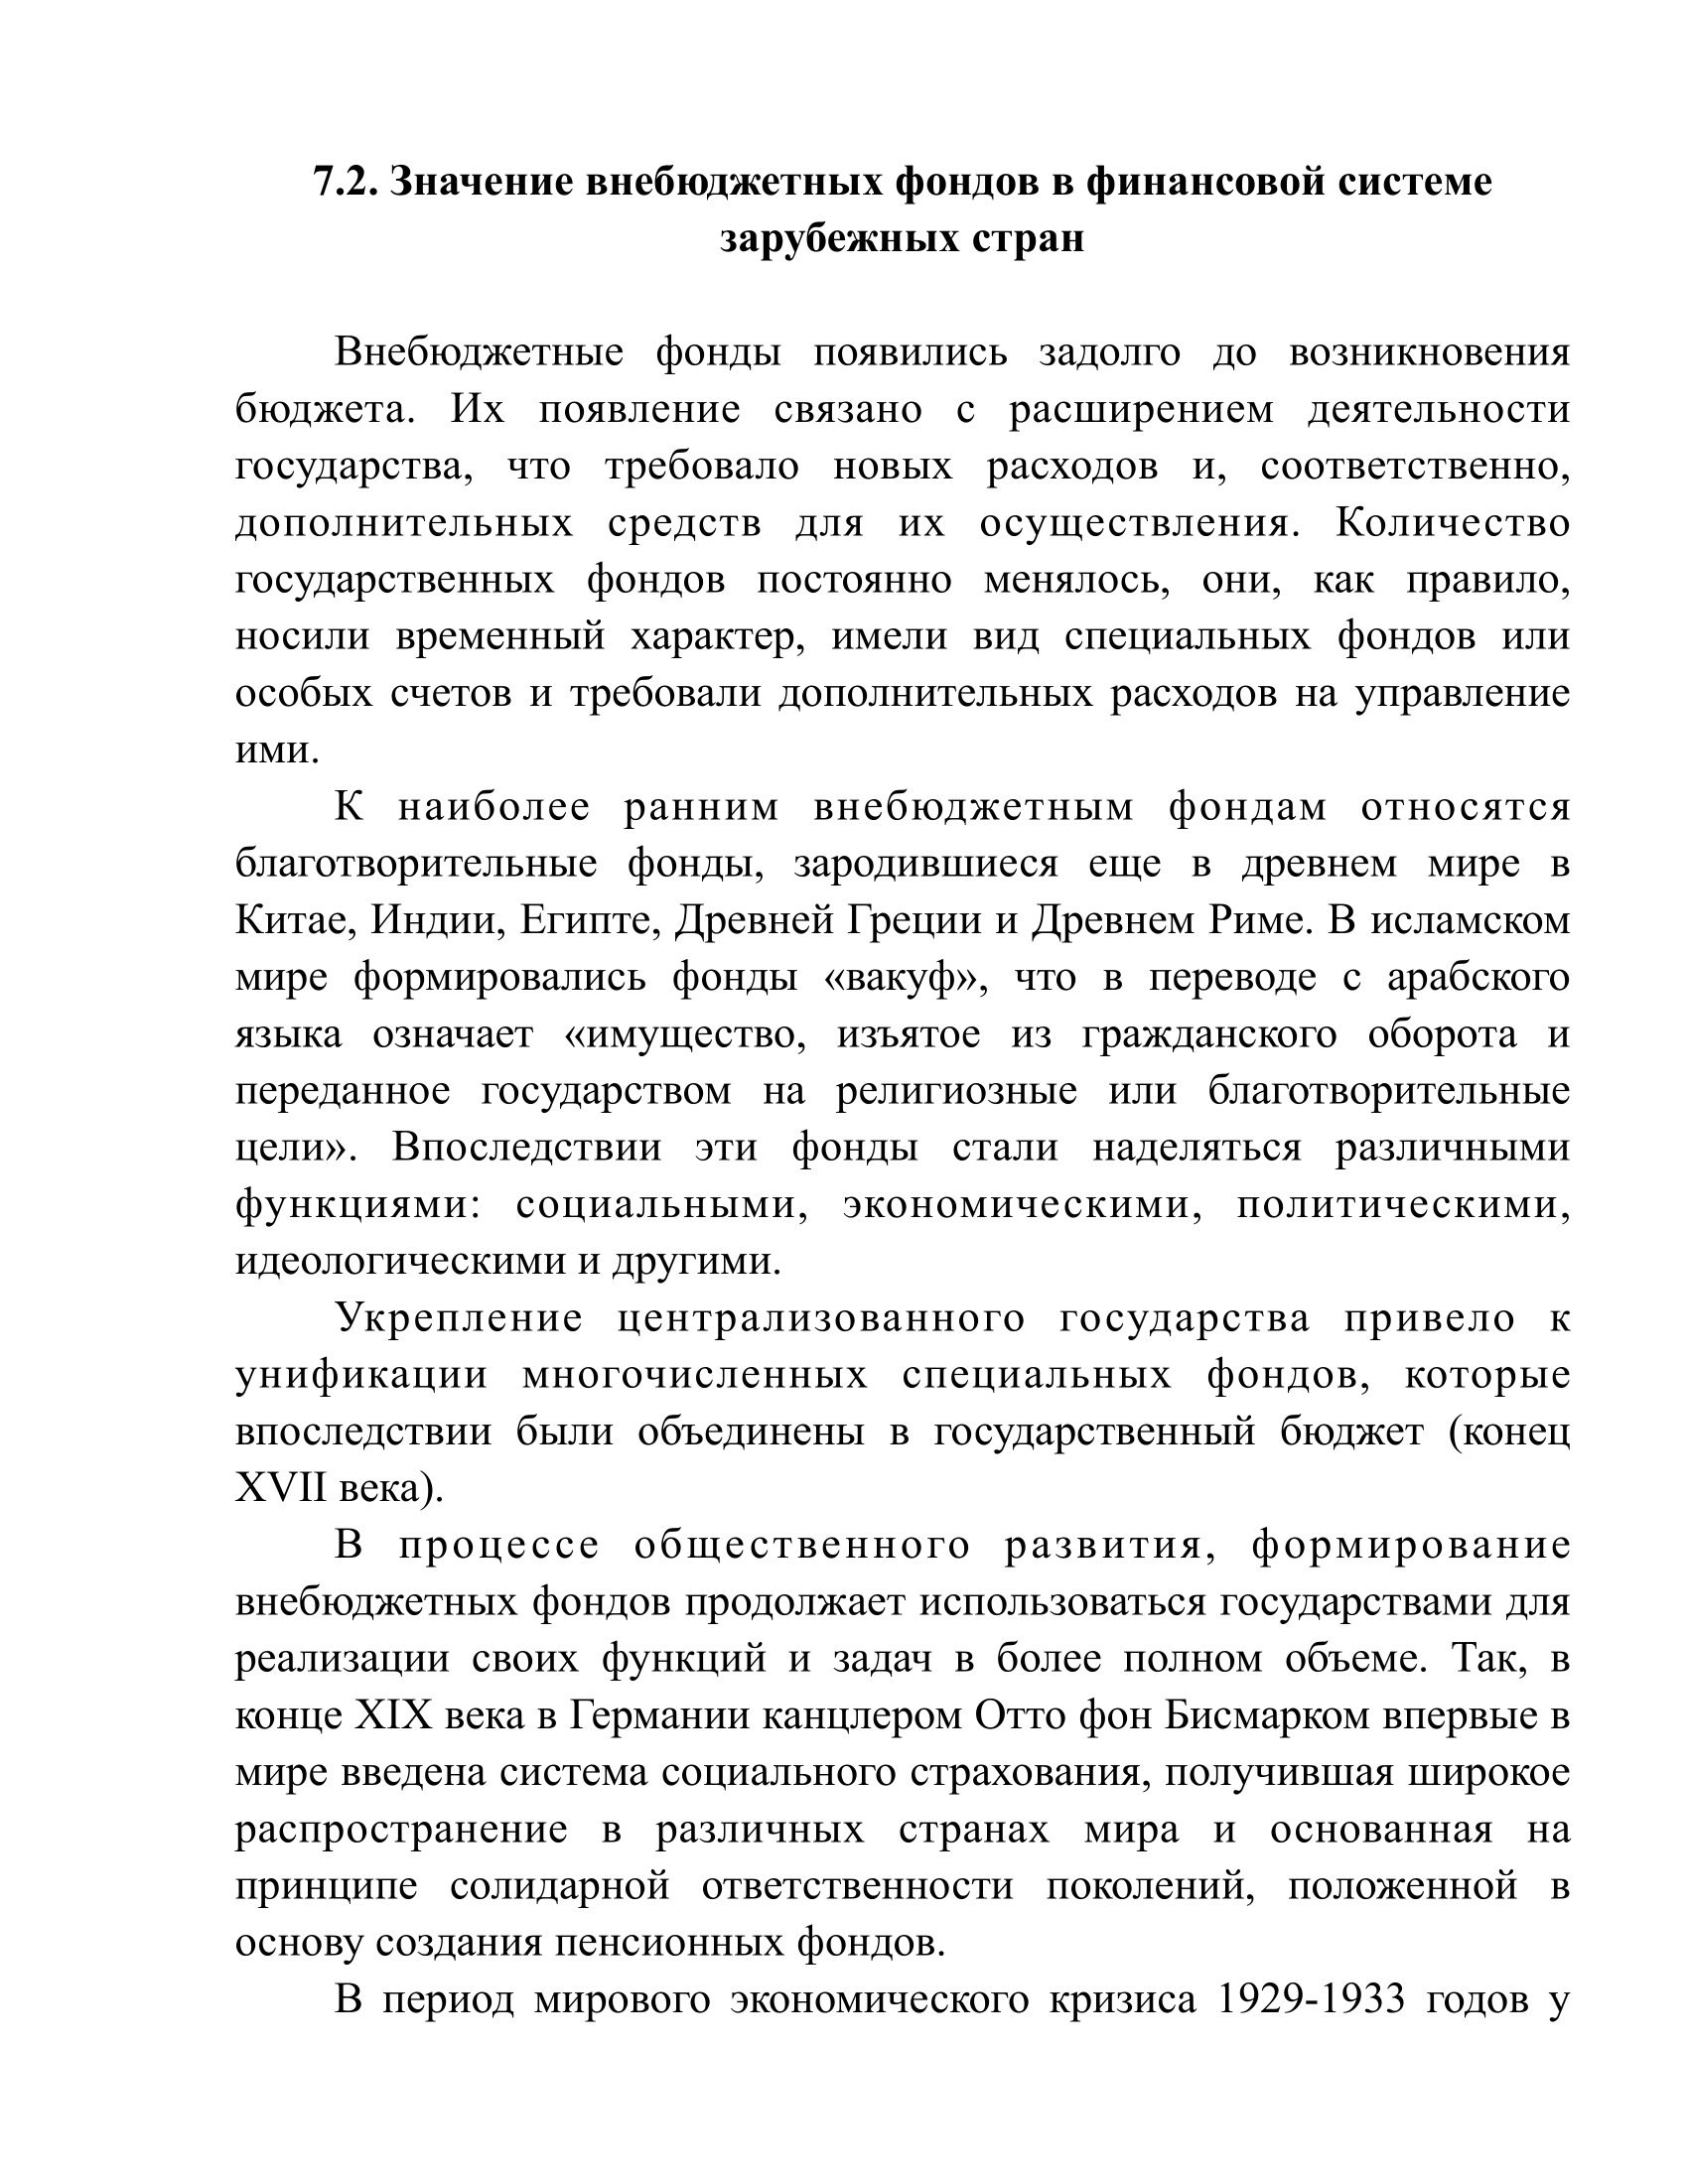 7.2. Значение внебюджетных фондов в финансовой системе
зарубежных стран
Внебюджетные фонды появились задолго до возникновения
бюджета. Их появление связано с расширением деятельности
государства, что требовало новых расходов и, соответственно,
дополнительных средств для их осуществления. Количество
государственных фондов постоянно менялось, они, как правило,
носили временный характер, имели вид специальных фондов или
особых счетов и требовали дополнительных расходов на управление
ими.
К наиболее ранним внебюджетным фондам относятся
благотворительные фонды, зародившиеся еще в древнем мире в
Китае, Индии, Египте, Древней Греции и Древнем Риме. В исламском
мире формировались фонды «вакуф», что в переводе с арабского
языка означает «имущество, изъятое из гражданского оборота и
переданное государством на религиозные или благотворительные
цели». Впоследствии эти фонды стали наделяться различными
функциями: социальными, экономическими, политическими,
идеологическими и другими.
Укрепление централизованного государства привело к
унификации многочисленных специальных фондов, которые
впоследствии были объединены в государственный бюджет (конец
XVII века).
В процессе общественного развития, формирование
внебюджетных фондов продолжает использоваться государствами для
реализации своих функций и задач в более полном объеме. Так, в
конце XIX века в Германии канцлером Отто фон Бисмарком впервые в
мире введена система социального страхования, получившая широкое
распространение в различных странах мира и основанная на
принципе солидарной ответственности поколений, положенной в
основу создания пенсионных фондов.
В период мирового экономического кризиса 1929-1933 годов у